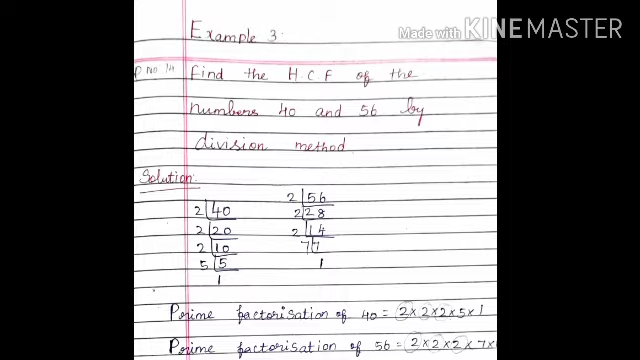 Made with KINEMASTER
Example 3:
P NO 14 Find the H C F of the
numbers 40 and 56 by
division method
Solution:
2 40
2 20
2 10
5 5
1
2 56
2 28
2 14
7 7
1
Prime factorisation of 40 = 2×2×2×5×1
Prime factorisation of 56 = 2×2×2×7×